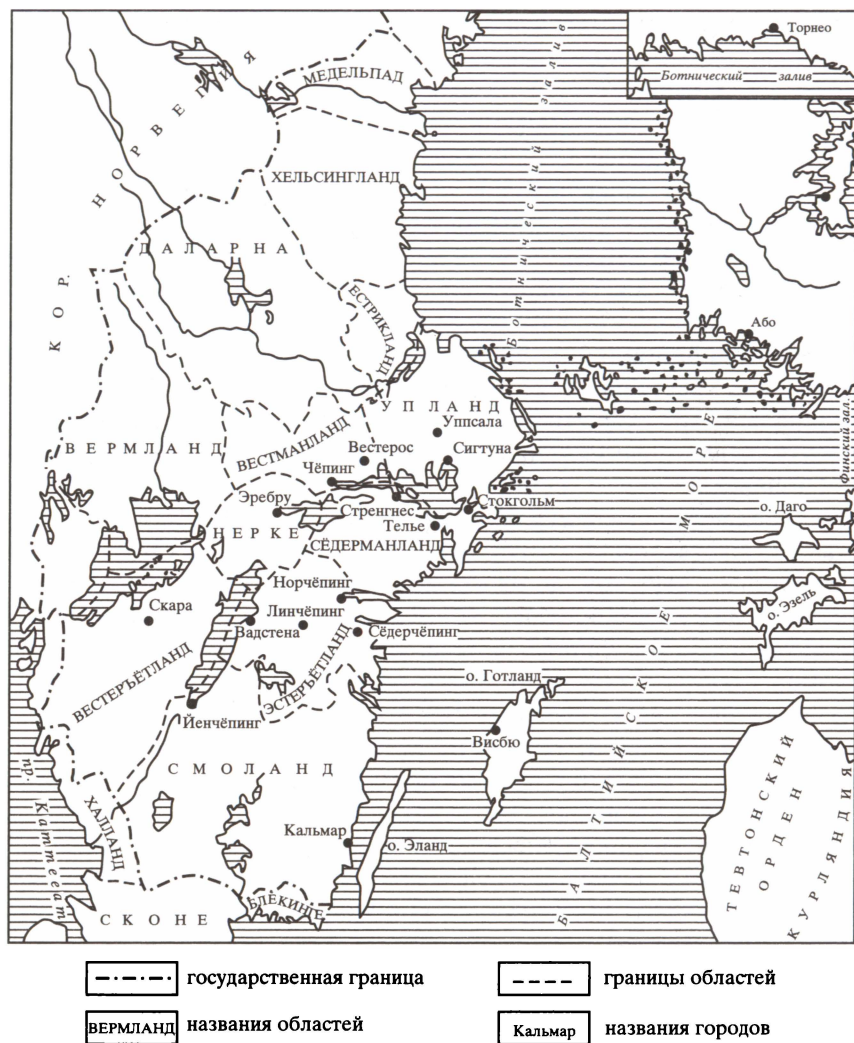 Торнео
Ботнический залив
МЕДЕЛЬПАД
КОР. НОРВЕГИЯ
ХЕЛЬСИНГЛАНД
Ботнический залив
ДАЛАРНА
ЕСТРИКЛАНД
Або
УПЛАНД
Уппсала
ВЕРМЛАНД
ВЕСТМАНЛАНД
Вестерос
Сигтуна
Финский зал.
Чёпинг
Эребру
Стренгнес
Стокгольм
о. Даго
НЕРКЕ
Телье
СЁДЕРМАНЛАНД
Норчёпинг
о. Эзель
Скара
Вадстена
Линчёпинг
Сёдерчёпинг
ВЕСТЕРЪЁТЛАНД
ЭСТЕРЪЁТЛАНД
о. Готланд
Йенчёпинг
Висбю
СМОЛАНД
БАЛТИЙСКОЕ МОРЕ
пр. Каттегат
ХАЛЛАНД
Кальмар
о. Эланд
ТЕВТОНСКИЙ
ОРДЕН
КУРЛЯНДИЯ
СКОНЕ
БЛЁКИНГЕ
государственная граница
границы областей
ВЕРМЛАНД названия областей
Кальмар названия городов